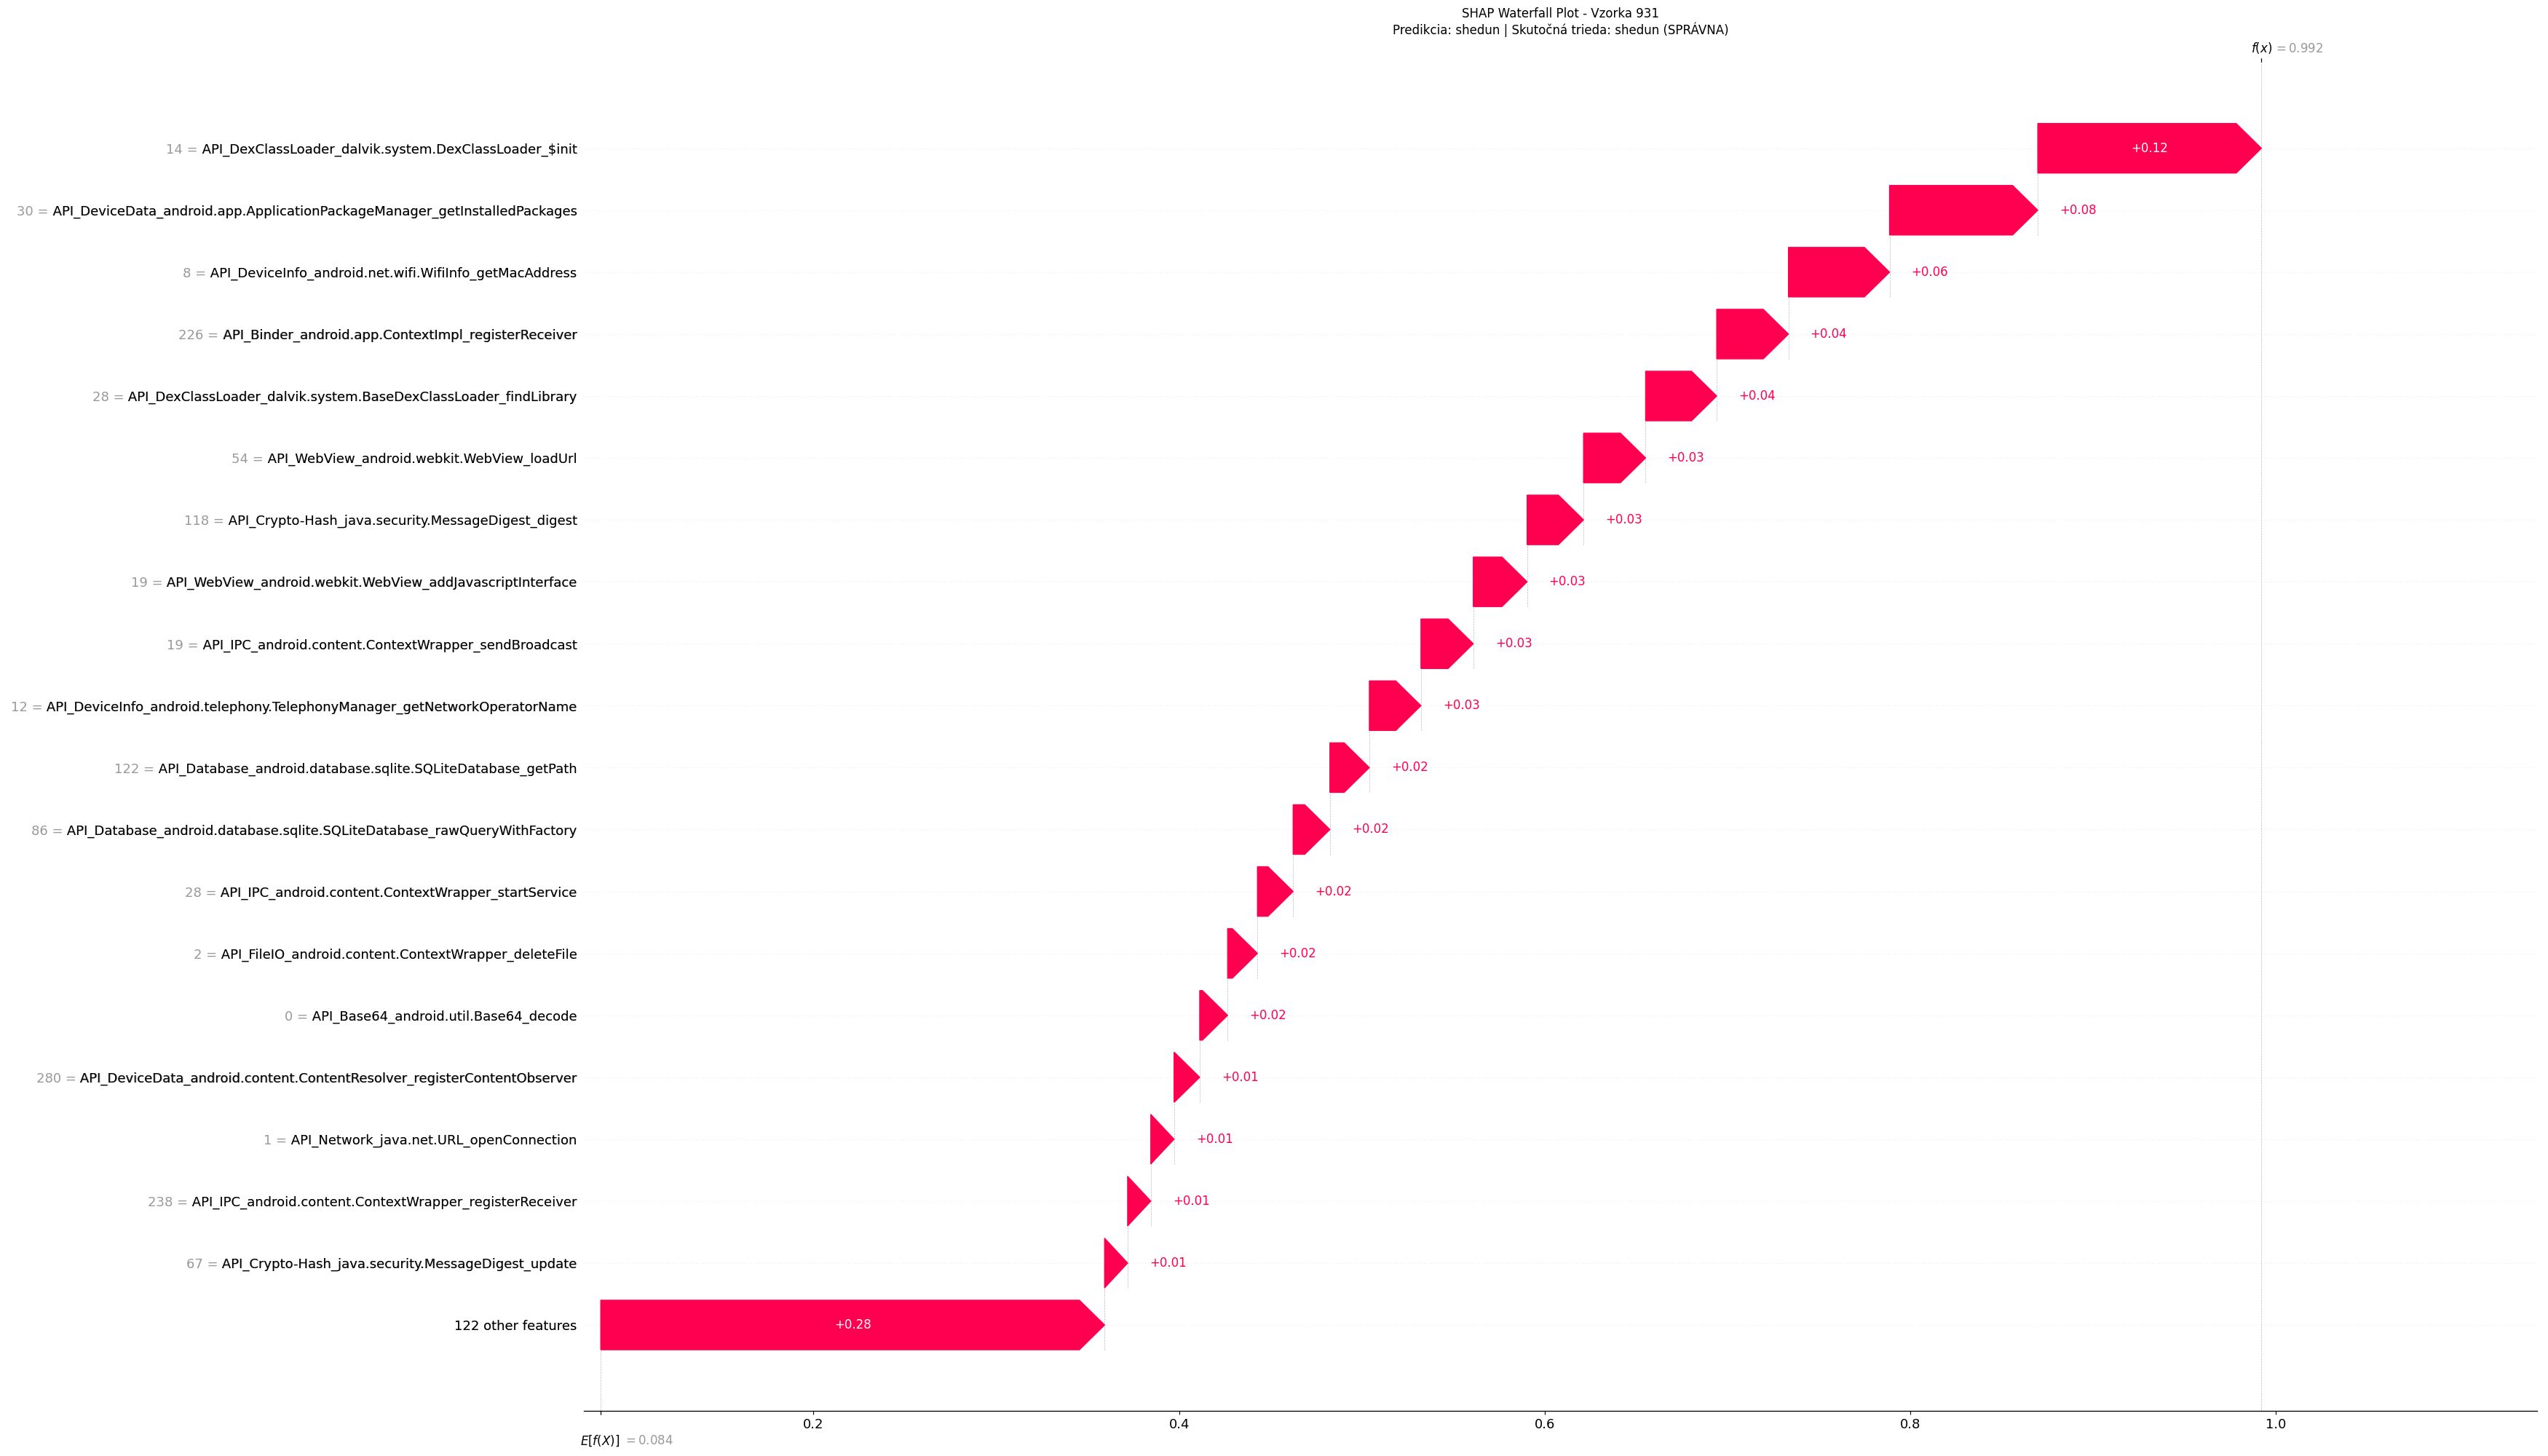 SHAP Waterfall Plot - Vzorka 931
Predikcia: shedun | Skutočná trieda: shedun (SPRÁVNA)
f(x) = 0.992
14 = API_DexClassLoader_dalvik.system.DexClassLoader_$init
+0.12
30 = API_DeviceData_android.app.ApplicationPackageManager_getInstalledPackages
+0.08
8 = API_DeviceInfo_android.net.wifi.WifiInfo_getMacAddress
+0.06
226 = API_Binder_android.app.ContextImpl_registerReceiver
+0.04
28 = API_DexClassLoader_dalvik.system.BaseDexClassLoader_findLibrary
+0.04
54 = API_WebView_android.webkit.WebView_loadUrl
+0.03
118 = API_Crypto-Hash_java.security.MessageDigest_digest
+0.03
19 = API_WebView_android.webkit.WebView_addJavascriptInterface
+0.03
19 = API_IPC_android.content.ContextWrapper_sendBroadcast
+0.03
12 = API_DeviceInfo_android.telephony.TelephonyManager_getNetworkOperatorName
+0.03
122 = API_Database_android.database.sqlite.SQLiteDatabase_getPath
+0.02
86 = API_Database_android.database.sqlite.SQLiteDatabase_rawQueryWithFactory
+0.02
28 = API_IPC_android.content.ContextWrapper_startService
+0.02
2 = API_FileIO_android.content.ContextWrapper_deleteFile
+0.02
0 = API_Base64_android.util.Base64_decode
+0.02
280 = API_DeviceData_android.content.ContentResolver_registerContentObserver
+0.01
1 = API_Network_java.net.URL_openConnection
+0.01
238 = API_IPC_android.content.ContextWrapper_registerReceiver
+0.01
67 = API_Crypto-Hash_java.security.MessageDigest_update
+0.01
122 other features
+0.28
0.2 0.4 0.6 0.8 1.0
E[f(X)] = 0.084